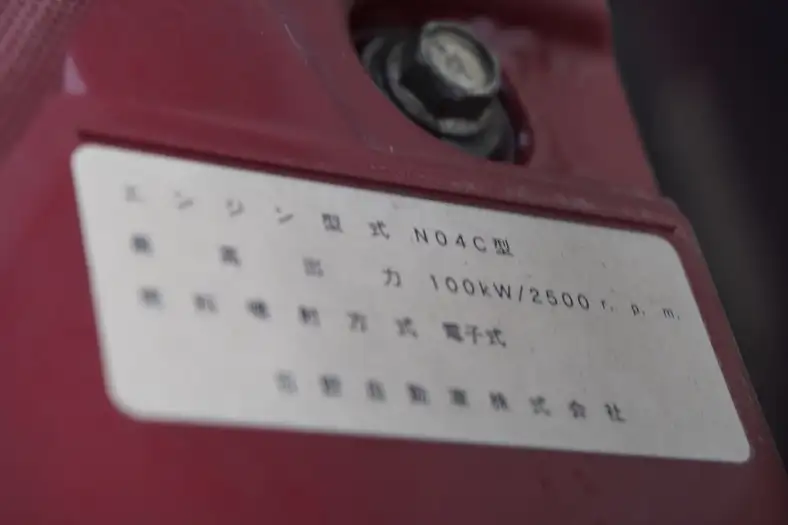 エンジン型式 N04C型
最高出力 100kW/2500 r.p.m.
燃料噴射方式 電子式
日野自動車株式会社